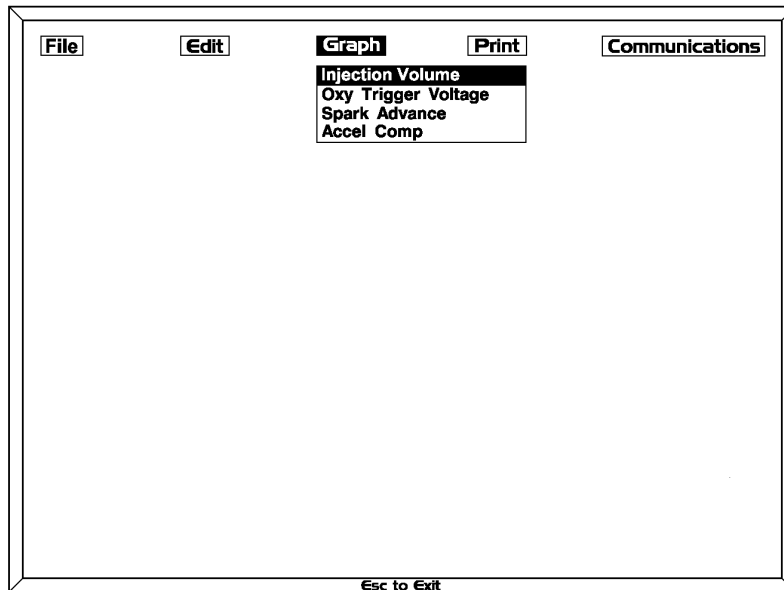 File Edit Graph Print Communications
Injection Volume
Oxy Trigger Voltage
Spark Advance
Accel Comp
Esc to Exit